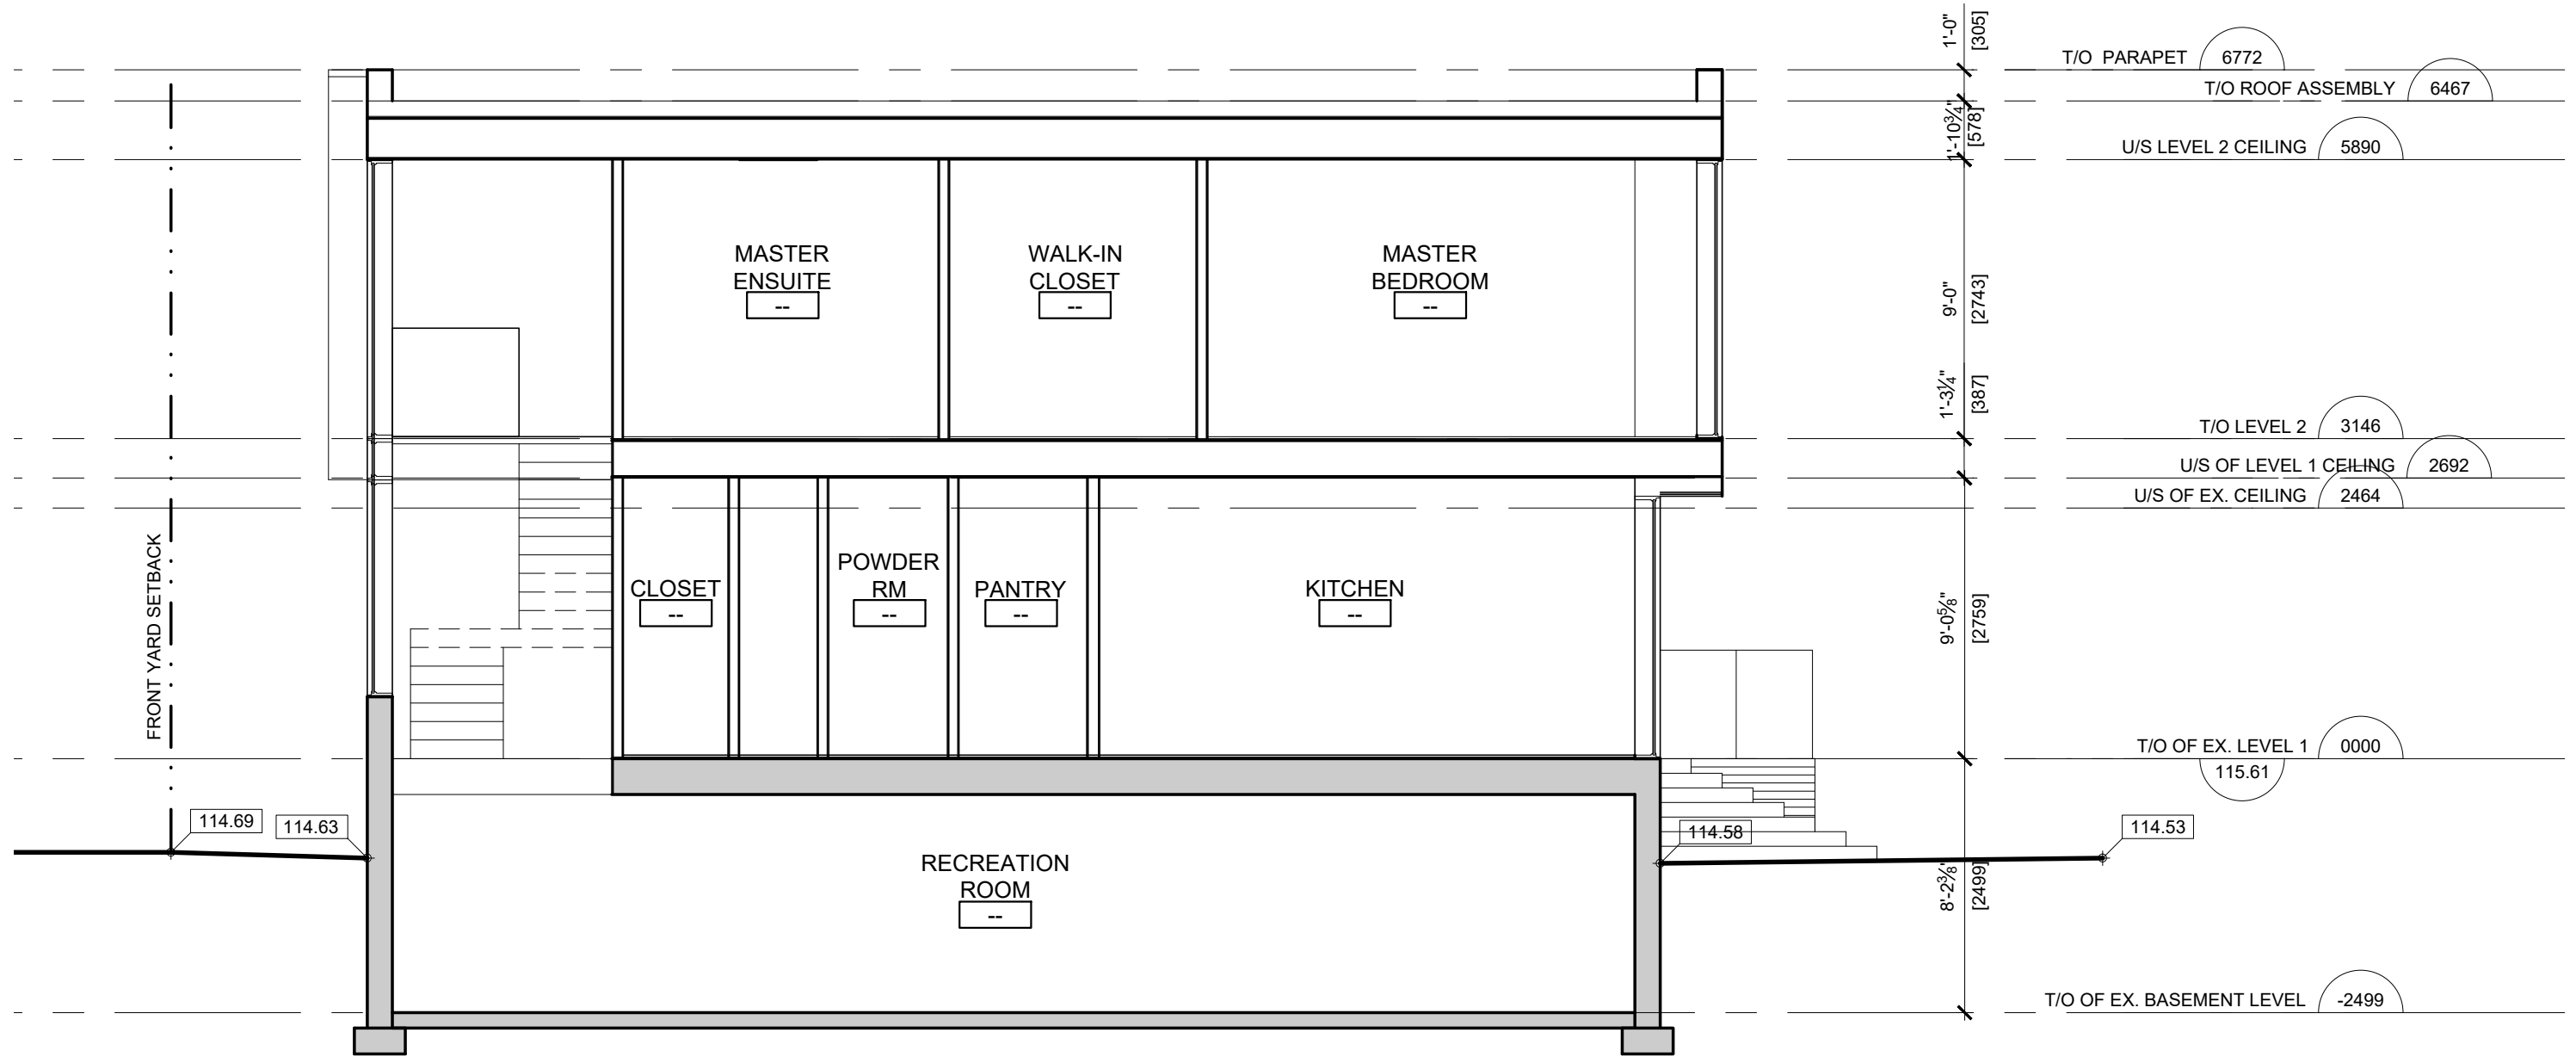 1'-0"
[305]
T/O PARAPET 6772
T/O ROOF ASSEMBLY 6467
1'-10¾"
[578]
U/S LEVEL 2 CEILING 5890
MASTER
ENSUITE
--
WALK-IN
CLOSET
--
MASTER
BEDROOM
--
9'-0"
[2743]
1'-3¼"
[387]
T/O LEVEL 2 3146
U/S OF LEVEL 1 CEILING 2692
U/S OF EX. CEILING 2464
FRONT YARD SETBACK
CLOSET
--
POWDER
RM
--
PANTRY
--
KITCHEN
--
9'-0⅝"
[2759]
T/O OF EX. LEVEL 1 0000
115.61
114.69
114.63
114.58
114.53
RECREATION
ROOM
--
8'-2⅜"
[2499]
T/O OF EX. BASEMENT LEVEL -2499